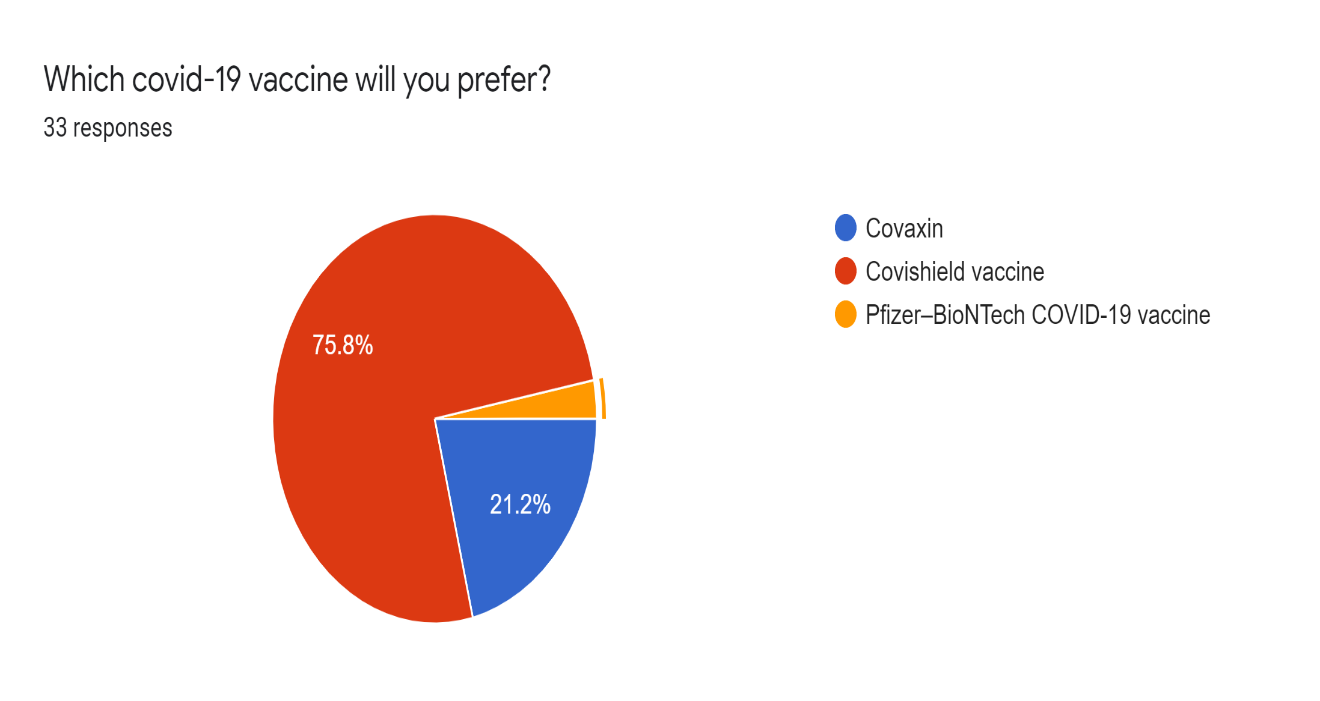 Which covid-19 vaccine will you prefer?
33 responses
75.8%
21.2%
Covaxin
Covishield vaccine
Pfizer–BioNTech COVID-19 vaccine